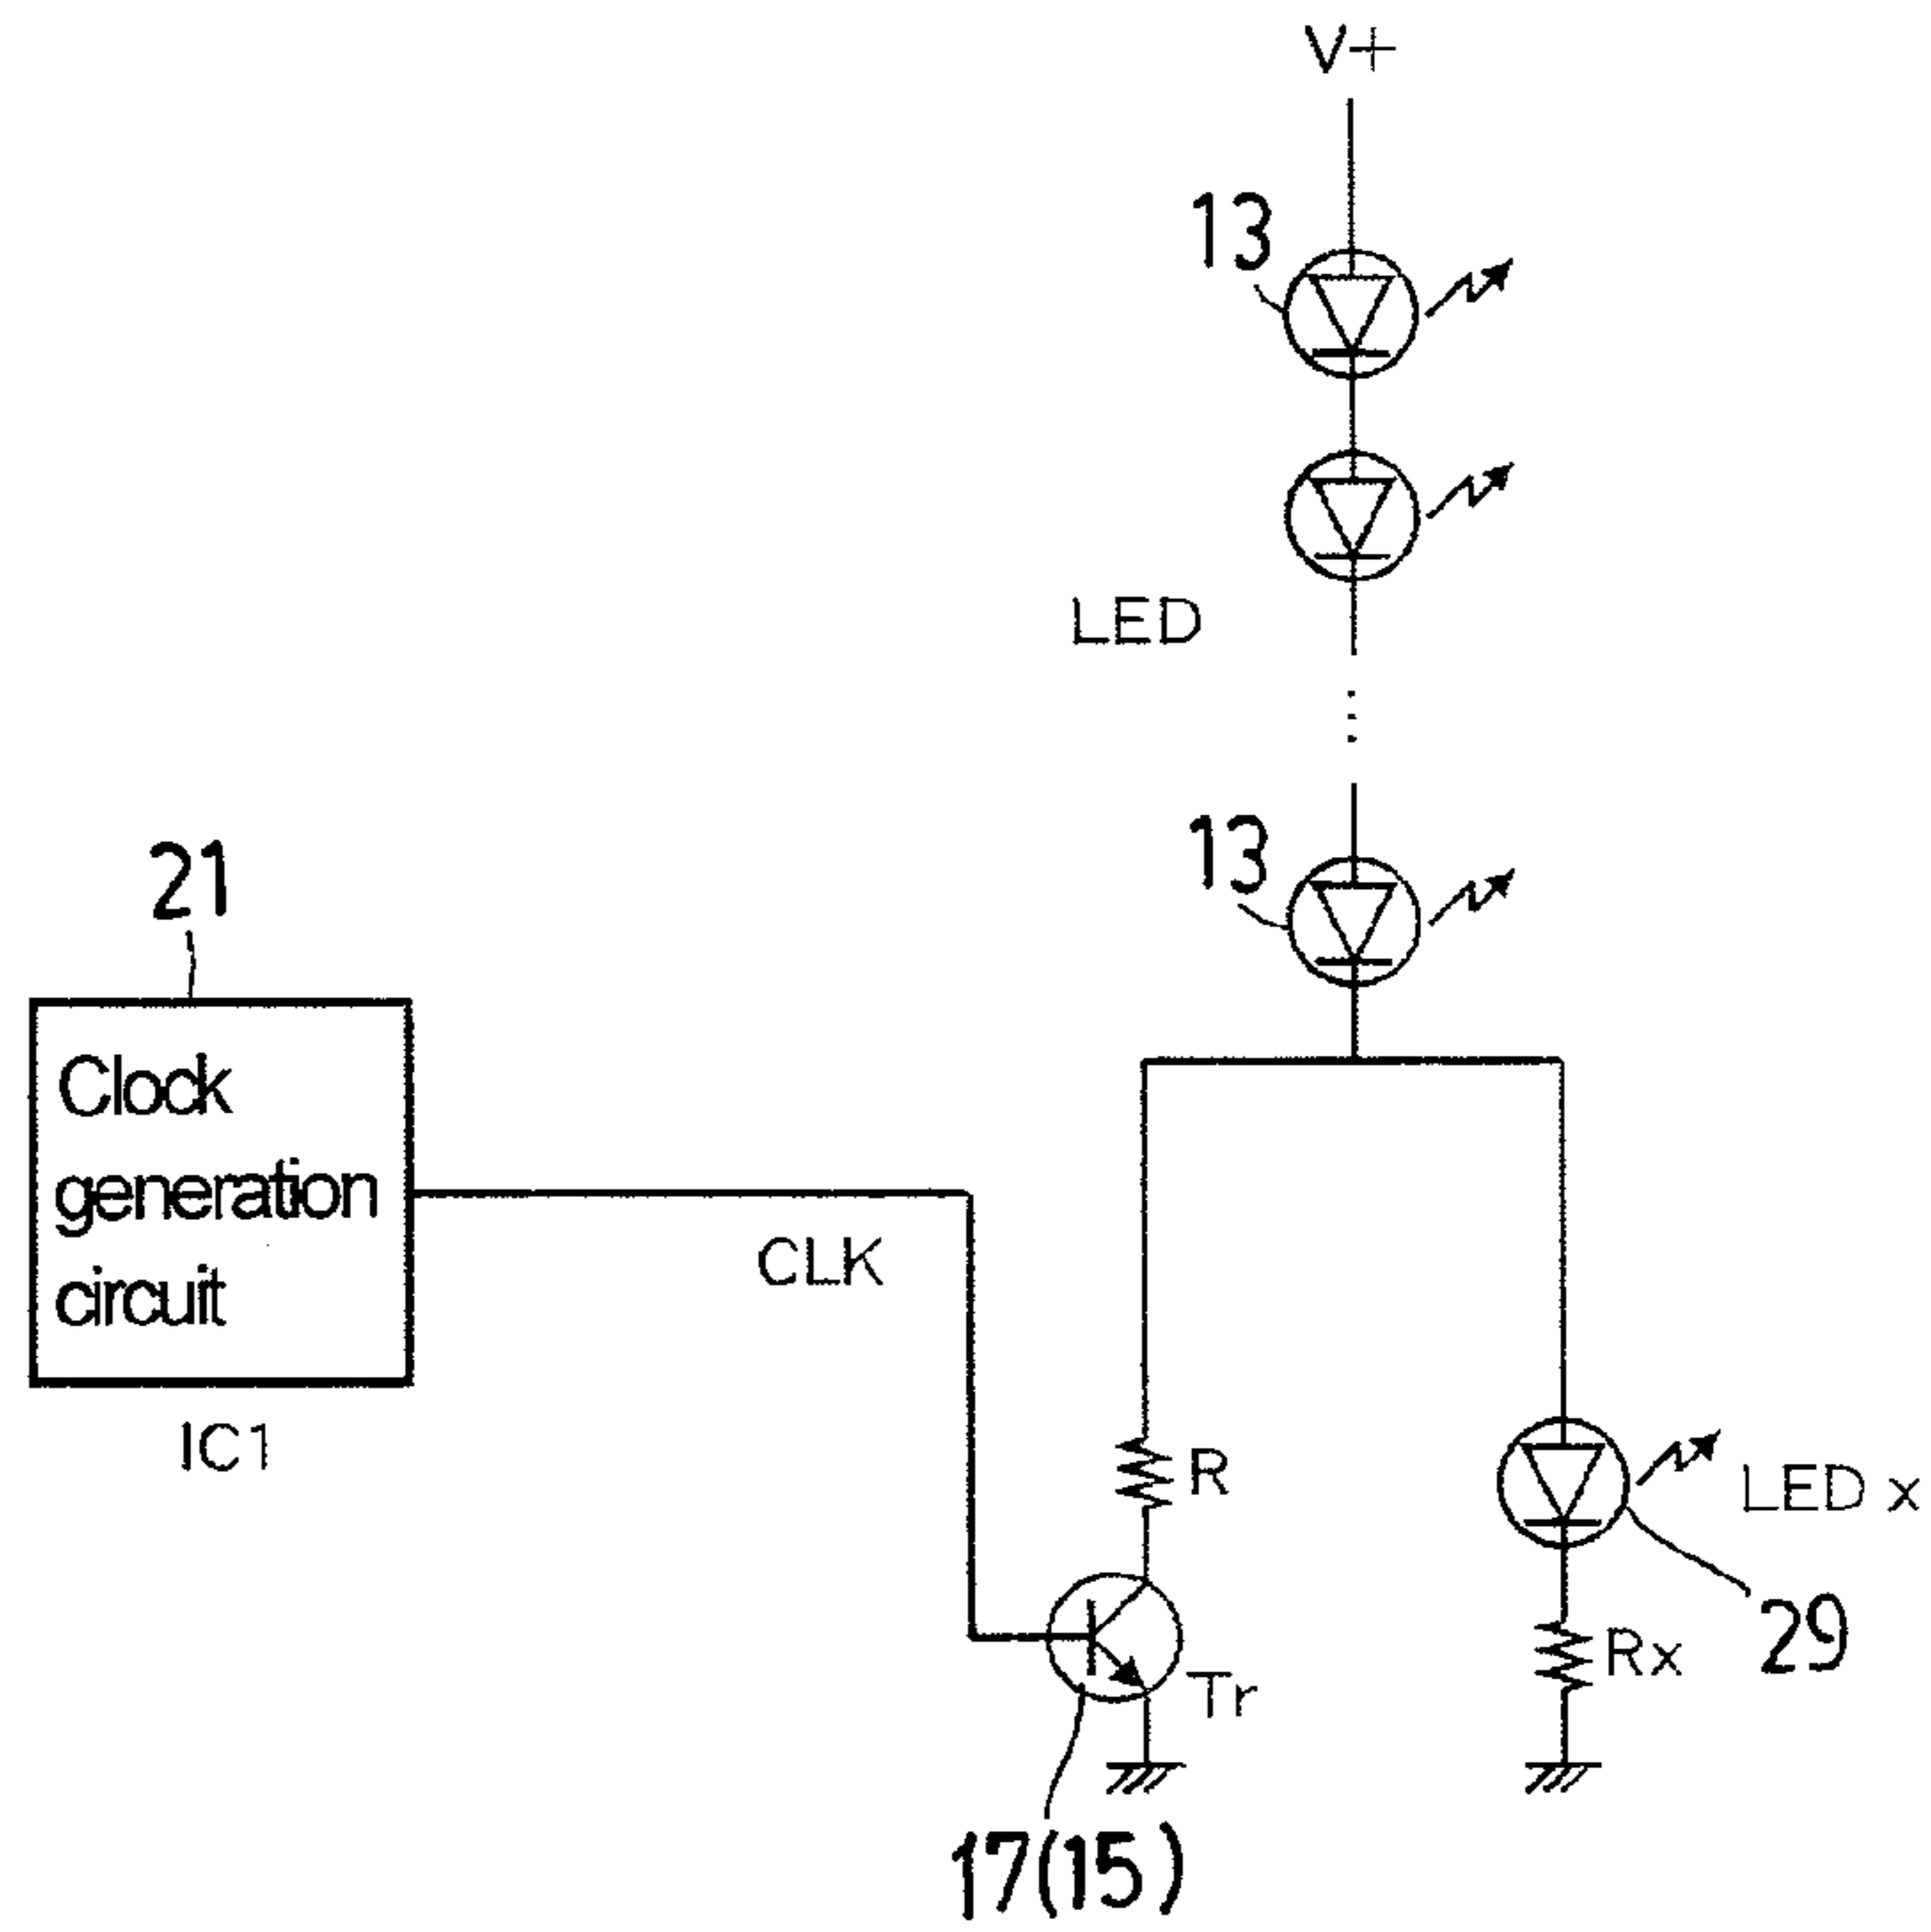 V+
13
LED
13
21
Clock
generation
circuit
CLK
IC1
R
LED x
29
Rx
Tr
17(15)